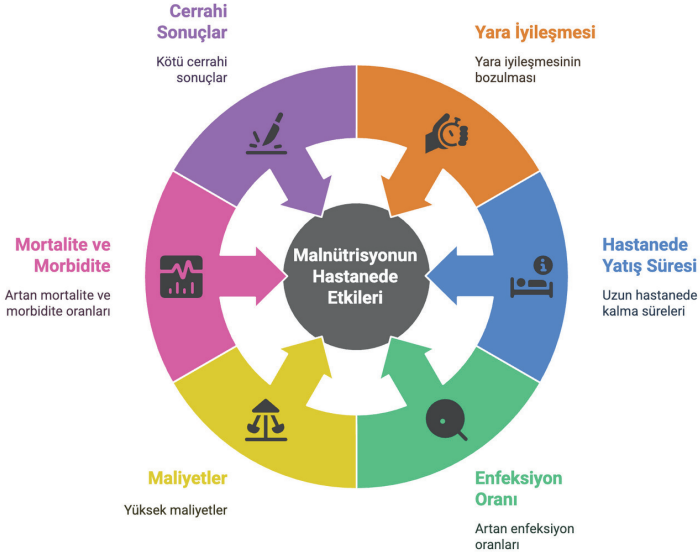 Cerrahi
Sonuçlar
Kötü cerrahi
sonuçlar
Yara İyileşmesi
Yara iyileşmesinin
bozulması
Mortalite ve
Morbidite
Artan mortalite ve
morbidite oranları
Malnütrisyonun
Hastanede
Etkileri
Hastanede
Yatış Süresi
Uzun hastanede
kalma süreleri
Maliyetler
Yüksek maliyetler
Enfeksiyon
Oranı
Artan enfeksiyon
oranları